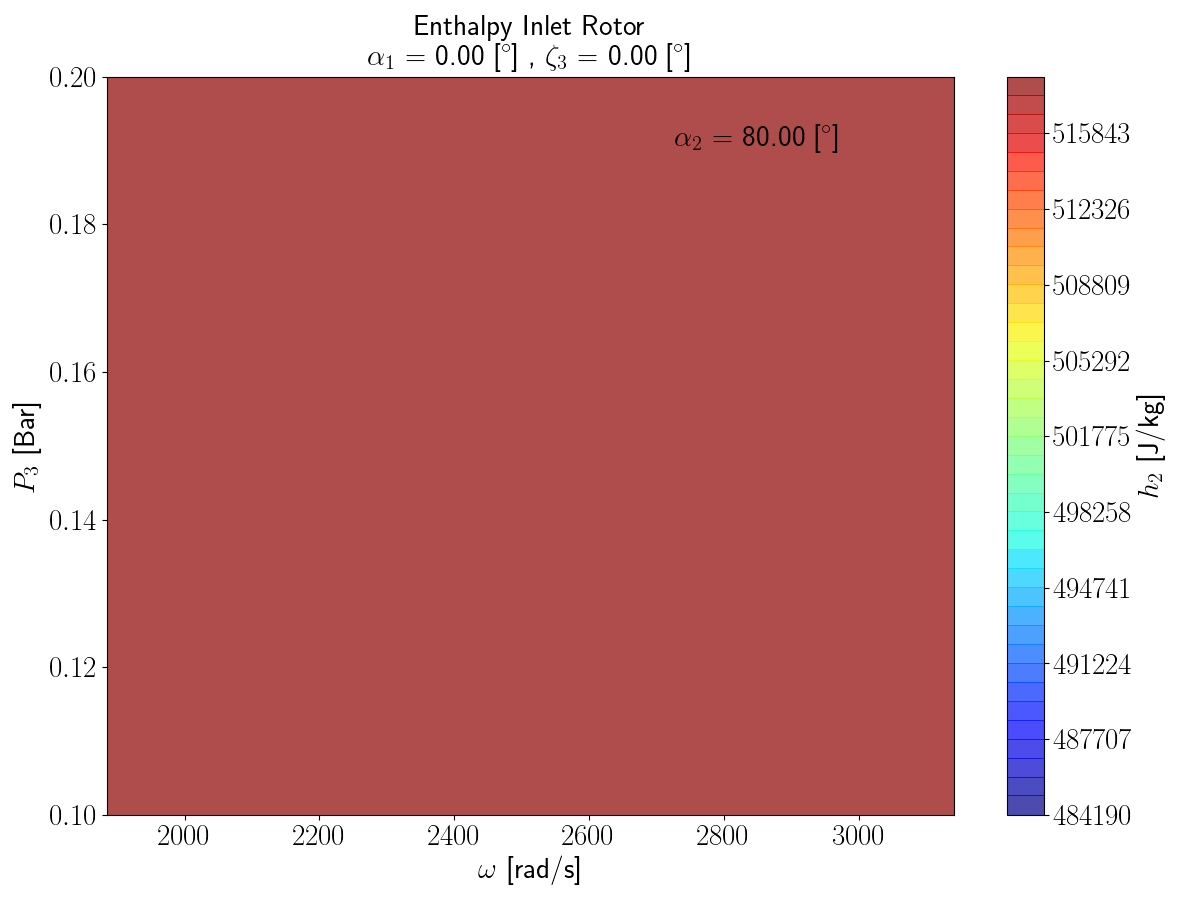 Enthalpy Inlet Rotor
α₁ = 0.00 [°] , ζ₃ = 0.00 [°]
α₂ = 80.00 [°]
P₃ [Bar]
0.20
0.18
0.16
0.14
0.12
0.10
2000 2200 2400 2600 2800 3000
ω [rad/s]
515843
512326
508809
505292
501775
498258
494741
491224
487707
484190
h₂ [J/kg]